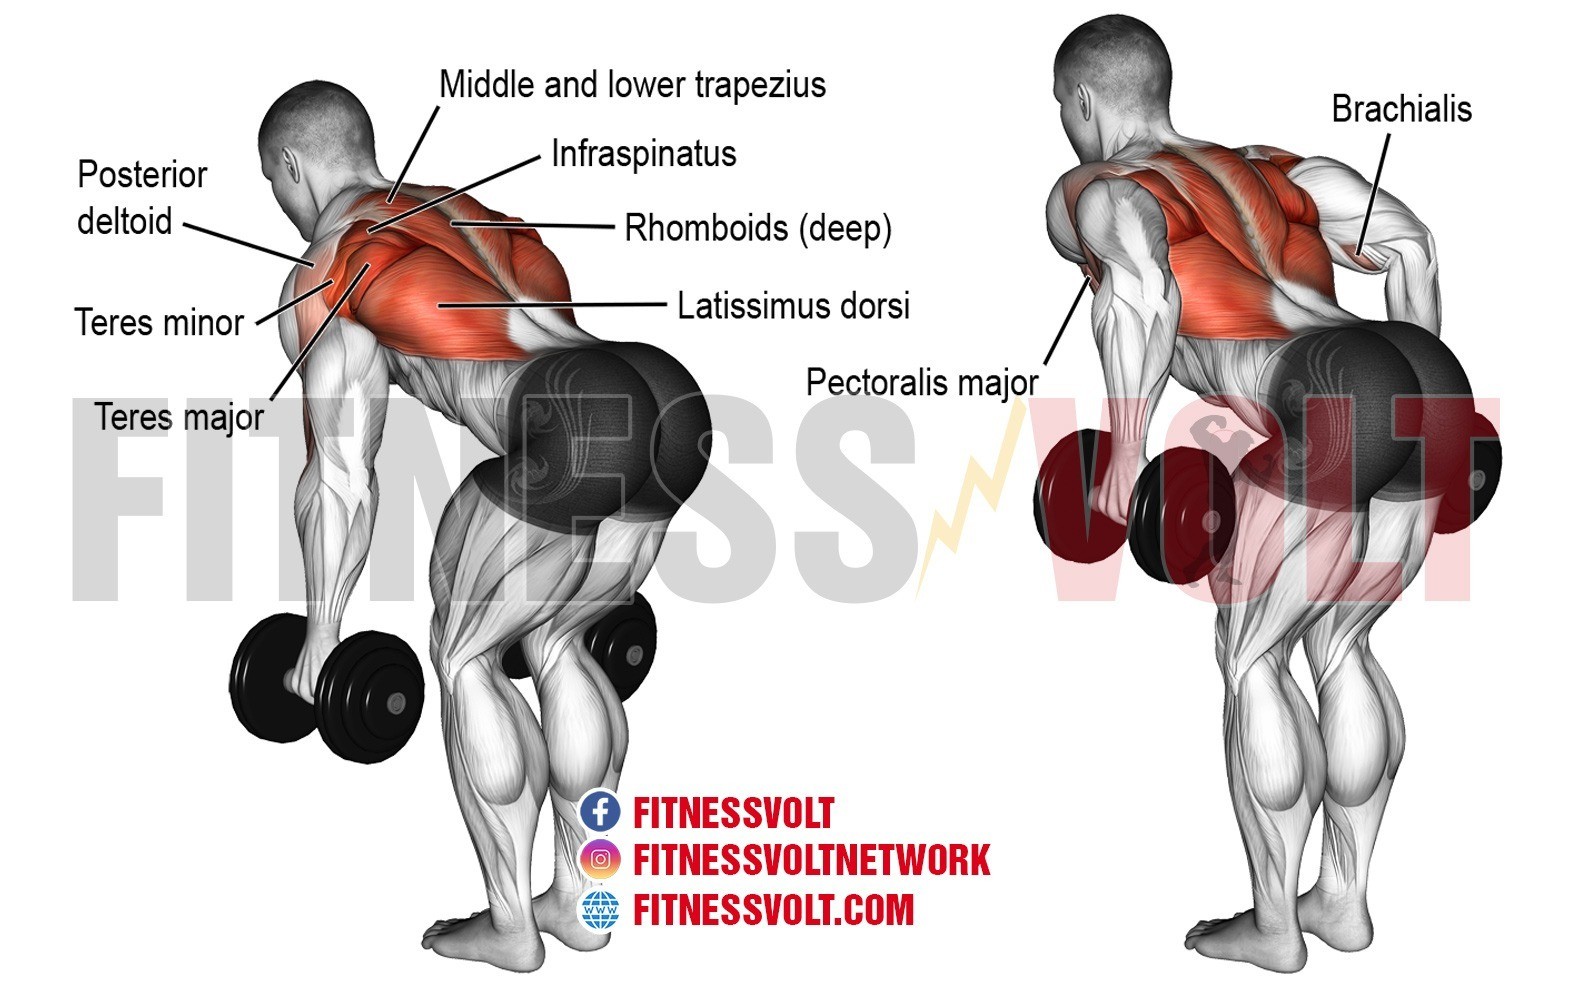 Middle and lower trapezius
Infraspinatus
Posterior
deltoid
Rhomboids (deep)
Teres minor
Latissimus dorsi
Teres major
Brachialis
Pectoralis major
FITNESS VOLT
FITNESSVOLT
FITNESSVOLTNETWORK
WWW
FITNESSVOLT.COM